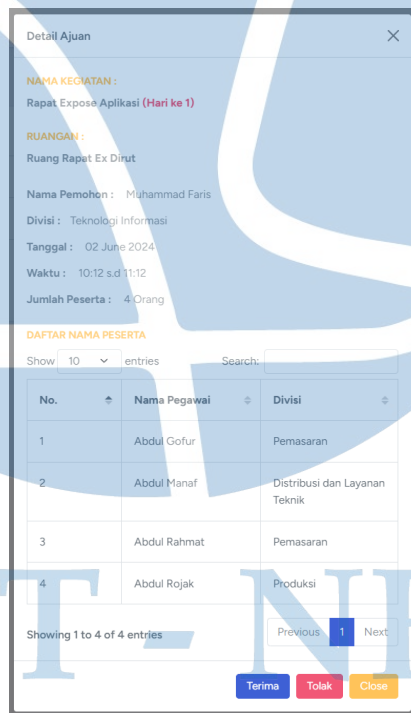 Detail Ajuan
NAMA KEGIATAN :
Rapat Expose Aplikasi (Hari ke 1)
RUANGAN :
Ruang Rapat Ex Dirut
Nama Pemohon : Muhammad Faris
Divisi : Teknologi Informasi
Tanggal : 02 June 2024
Waktu : 10:12 s.d 11:12
Jumlah Peserta : 4 Orang
DAFTAR NAMA PESERTA
Show 10 entries Search:
No. Nama Pegawai Divisi
1 Abdul Gofur Pemasaran
2 Abdul Manaf Distribusi dan Layanan
Teknik
3 Abdul Rahmat Pemasaran
4 Abdul Rojak Produksi
Showing 1 to 4 of 4 entries Previous 1 Next
Terima Tolak Close